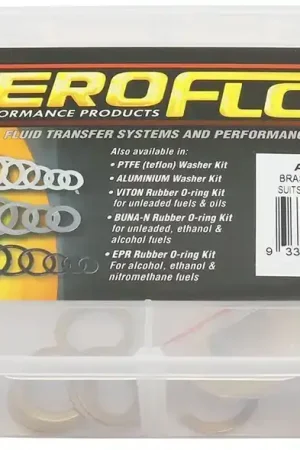 EROFLO
FORMANCE PRODUCTS
FLUID TRANSFER SYSTEMS AND PERFORMANC
Also available in:
• PTFE (teflon) Washer Kit
• ALUMINIUM Washer Kit
• VITON Rubber O-ring Kit
for unleaded fuels & oils
• BUNA-N Rubber O-ring Kit
for unleaded, ethanol &
alcohol fuels
• EPR Rubber O-ring Kit
For alcohol, ethanol &
nitromethane fuels
A
BRA
SUITS
9 33